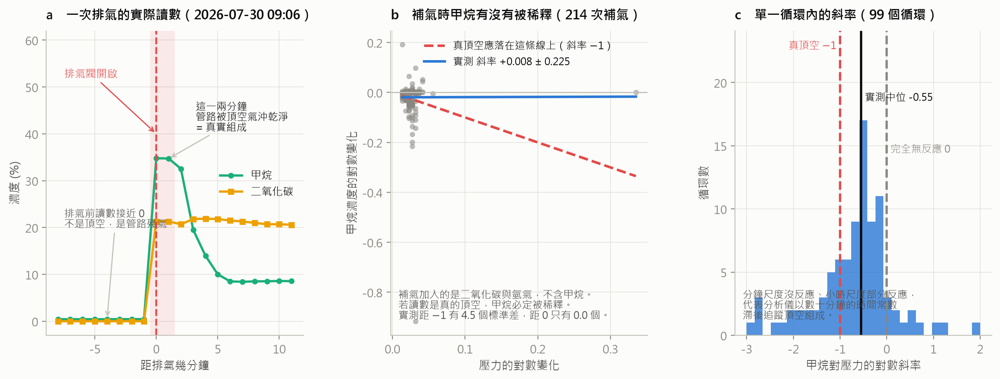 a 一次排氣的實際讀數（2026-07-30 09:06）
60
50
40
30
20
10
0
濃度 (%)
排氣閥開啟
這一兩分鐘
管路被頂空氣沖乾淨
= 真實組成
甲烷
二氧化碳
排氣前讀數接近 0
不是頂空，是管路殘氣
-5
0
5
10
距排氣幾分鐘
b 補氣時甲烷有沒有被稀釋（214 次補氣）
0.2
0.0
-0.2
-0.4
-0.6
-0.8
甲烷濃度的對數變化
真頂空應落在這條線上（斜率 −1）
實測 斜率 +0.008 ± 0.225
補氣加入的是二氧化碳與氫氣，不含甲烷。
若讀數是真的頂空，甲烷必定被稀釋。
實測距 −1 有 4.5 個標準差，距 0 只有 0.0 個。
0.0
0.1
0.2
0.3
壓力的對數變化
c 單一循環內的斜率（99 個循環）
20
15
10
5
0
循環數
真頂空 −1
實測中位 -0.55
完全無反應 0
分鐘尺度沒反應、小時尺度部分反應，
代表分析儀以數十分鐘的時間常數
滯後追蹤頂空組成。
-3
-2
-1
0
1
2
甲烷對壓力的對數斜率